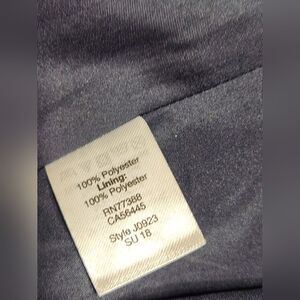 100% Polyester
Lining:
100% Polyester
RN77388
CA56445
Style J0923
SU 18